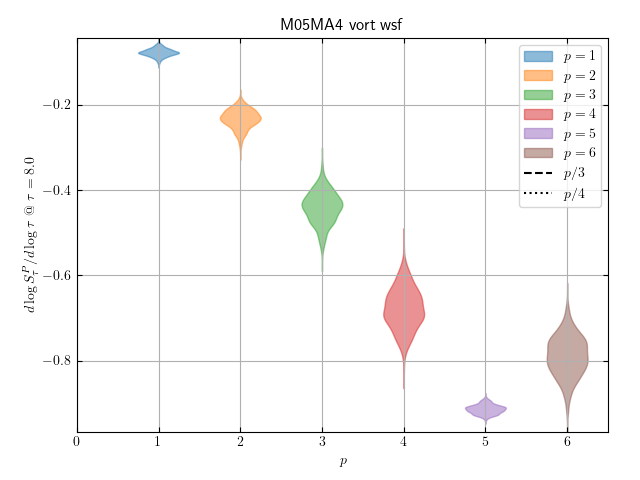 M05MA4 vort wsf
d log S_τ^P / d log τ @ τ = 8.0
−0.2
−0.4
−0.6
−0.8
0 1 2 3 4 5 6
p
p = 1
p = 2
p = 3
p = 4
p = 5
p = 6
p/3
p/4